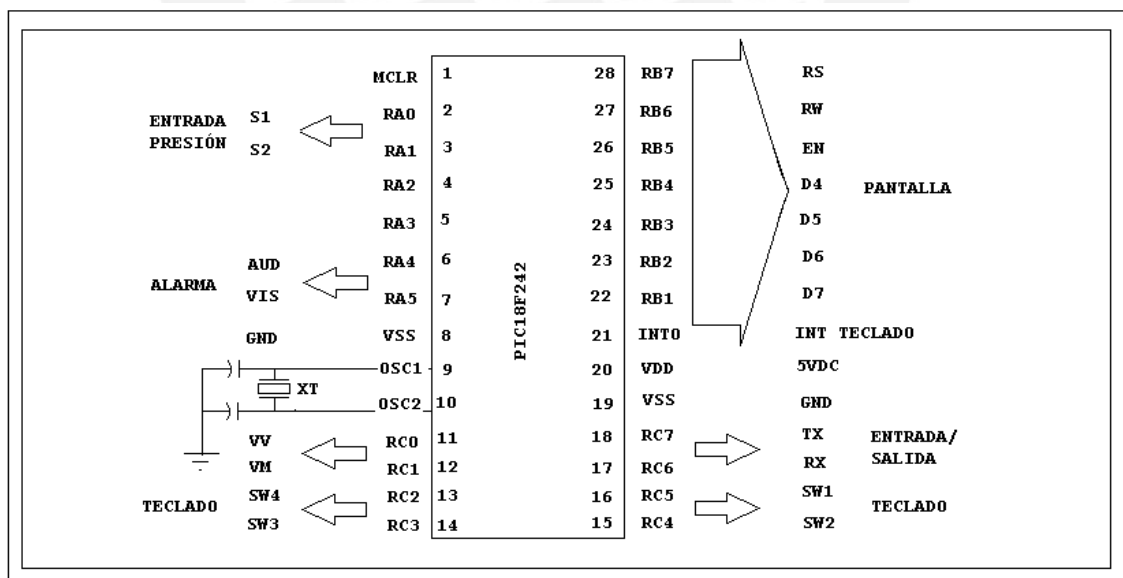 MCLR 1 28 RB7 RS
ENTRADA PRESIÓN S1 RA0 2 27 RB6 RW
S2 RA1 3 26 RB5 EN
RA2 4 25 RB4 D4 PANTALLA
RA3 5 24 RB3 D5
ALARMA AUD RA4 6 23 RB2 D6
VIS RA5 7 22 RB1 D7
GND VSS 8 21 INT0 INT TECLADO
OSC1 9 20 VDD 5VDC
XT
OSC2 10 19 VSS GND
VV RC0 11 18 RC7 TX ENTRADA/
VM RC1 12 17 RC6 RX SALIDA
TECLADO SW4 RC2 13 16 RC5 SW1 TECLADO
SW3 RC3 14 15 RC4 SW2
PIC18F242